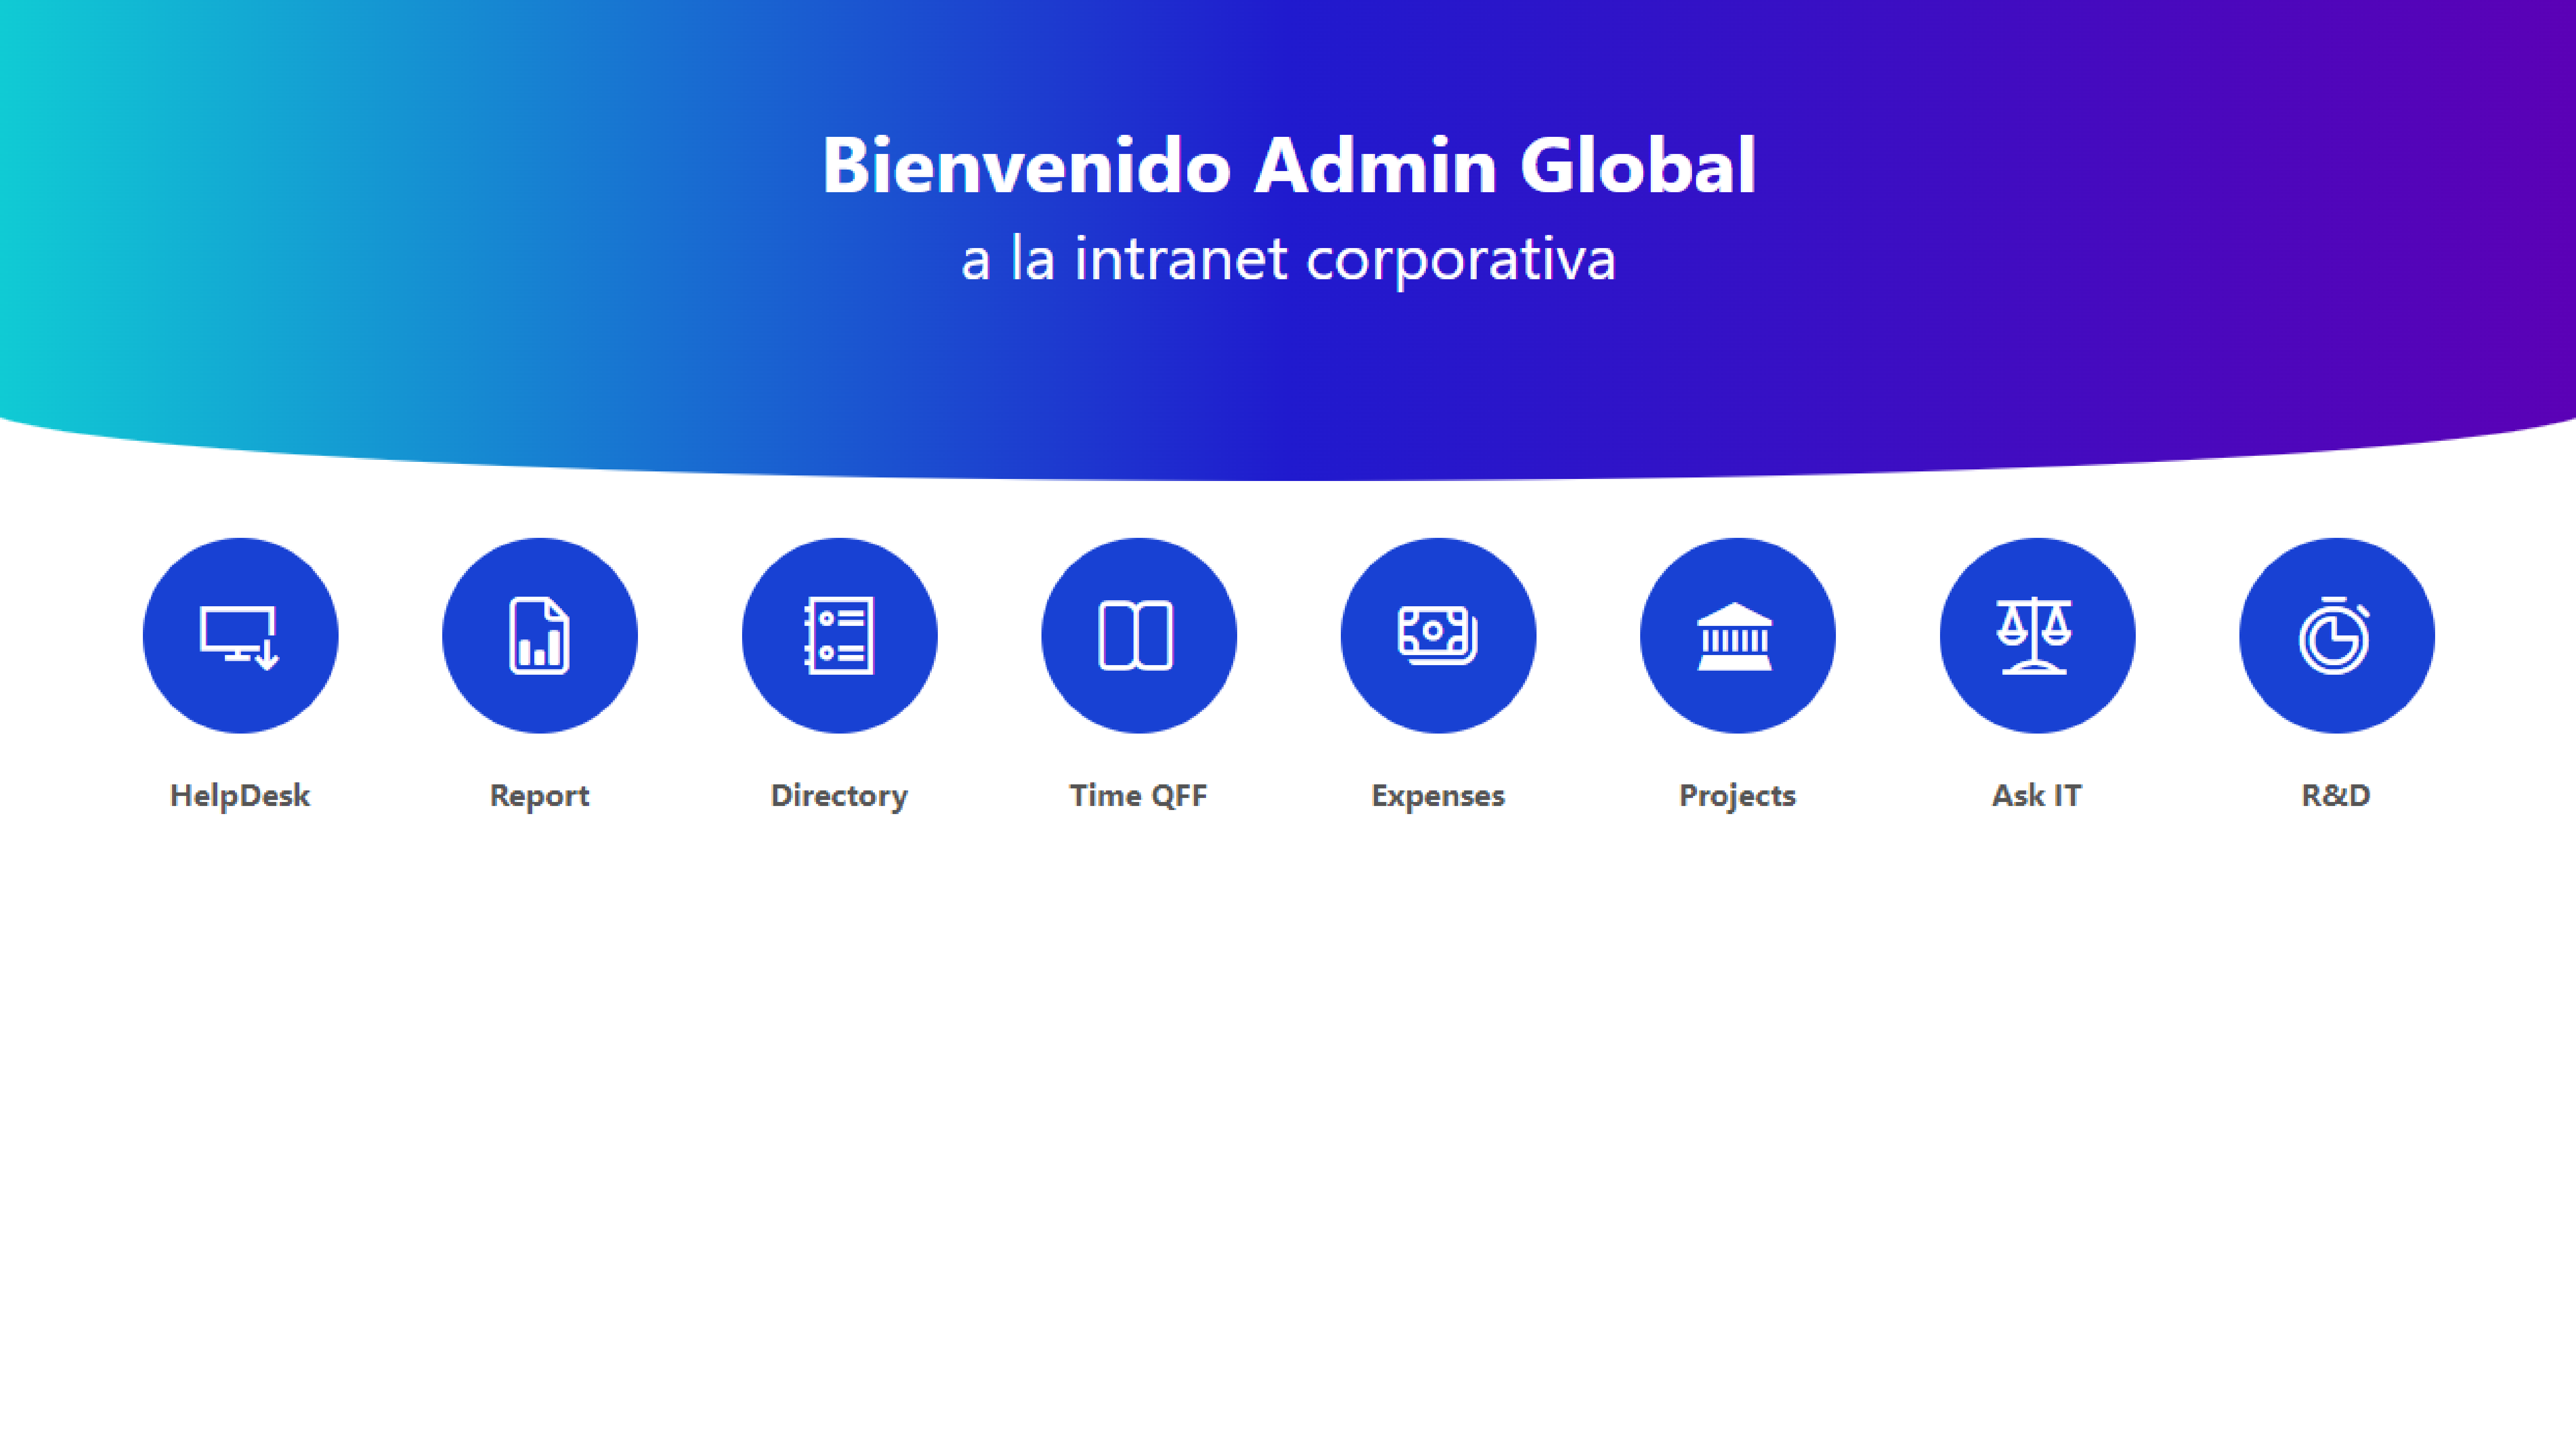 Bienvenido Admin Global
a la intranet corporativa
HelpDesk
Report
Directory
Time QFF
Expenses
Projects
Ask IT
R&D